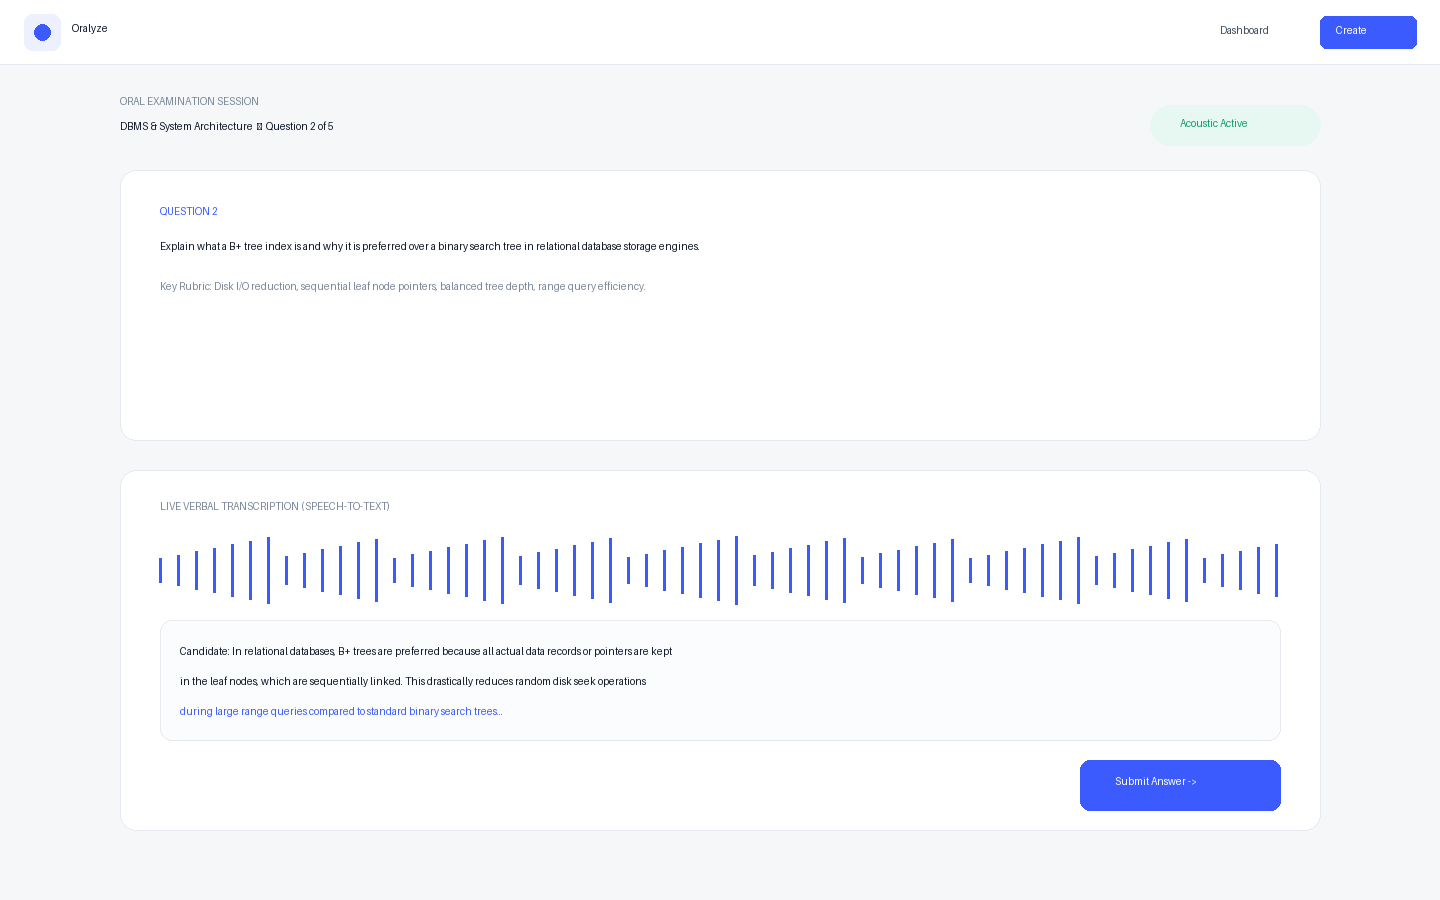 Oralyze
Dashboard
Create
ORAL EXAMINATION SESSION
DBMS & System Architecture ▯ Question 2 of 5
Acoustic Active
QUESTION 2
Explain what a B+ tree index is and why it is preferred over a binary search tree in relational database storage engines.
Key Rubric: Disk I/O reduction, sequential leaf node pointers, balanced tree depth, range query efficiency.
LIVE VERBAL TRANSCRIPTION (SPEECH-TO-TEXT)
Candidate: In relational databases, B+ trees are preferred because all actual data records or pointers are kept
in the leaf nodes, which are sequentially linked. This drastically reduces random disk seek operations
during large range queries compared to standard binary search trees...
Submit Answer ->